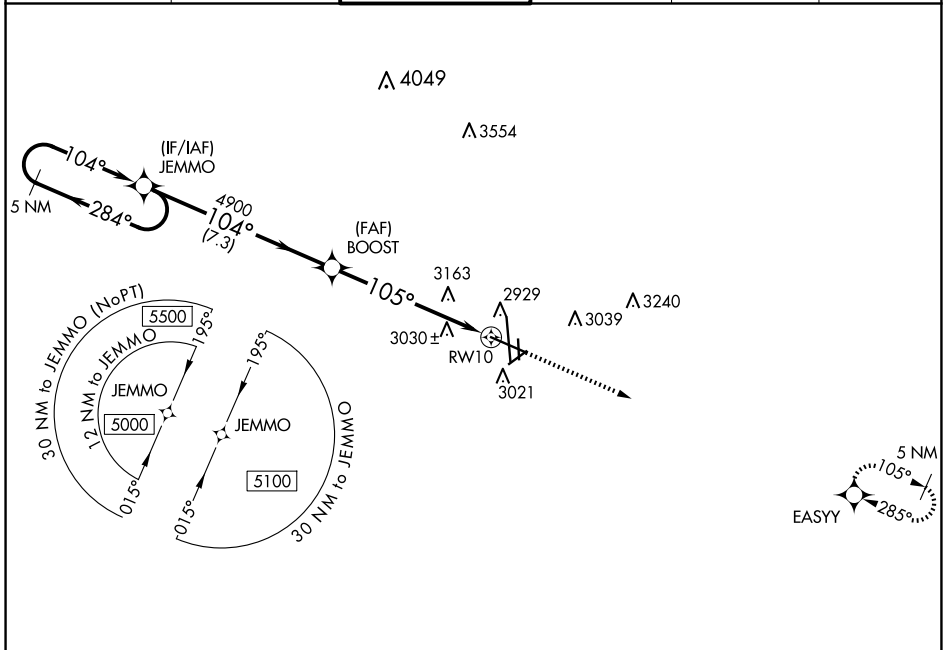 4049
3554
(IF/IAF)
JEMMO
104°
5 NM
284°
4900
104°
(7.3)
(FAF)
BOOST
105°
3163
2929
3240
3039
3030±
RW10
3021
30 NM to JEMMO (NoPT)
5500
195°
12 NM to JEMMO
JEMMO
5000
015°
195°
JEMMO
5100
015°
30 NM to JEMMO
5 NM
105°
285°
EASYY